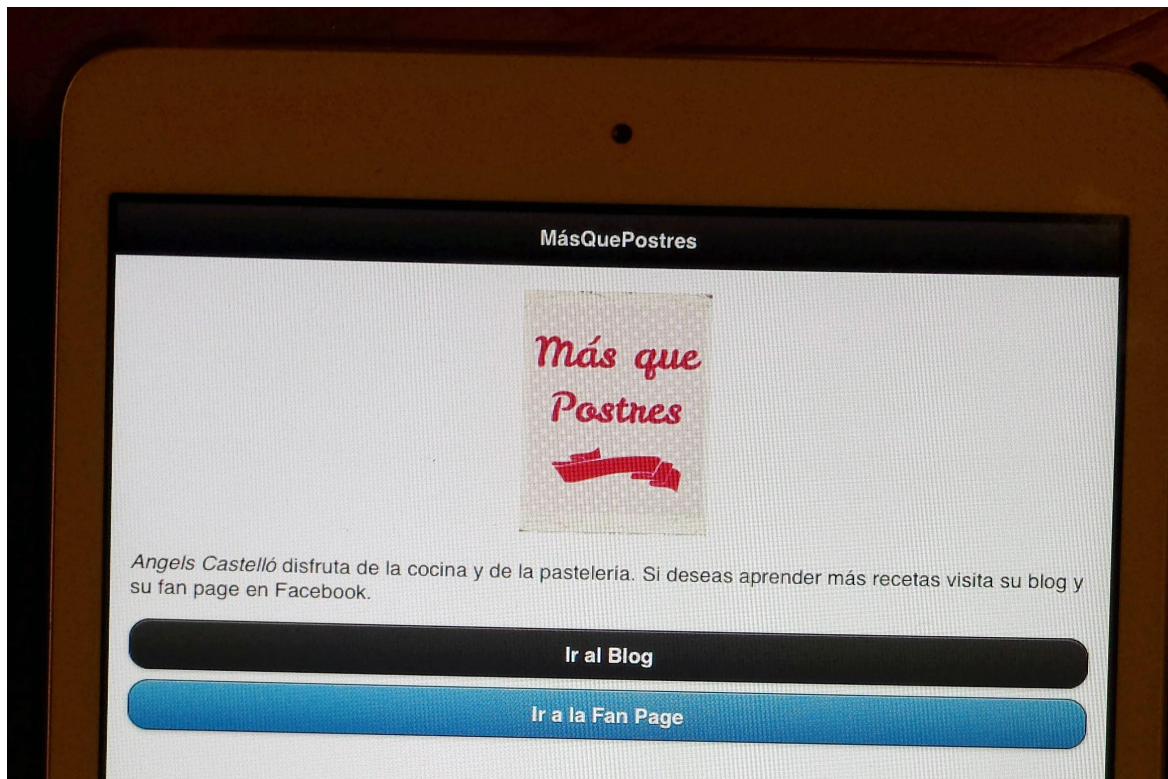 MásQuePostres
Más que
Postres
Angels Castelló disfruta de la cocina y de la pastelería. Si deseas aprender más recetas visita su blog y
su fan page en Facebook.
Ir al Blog
Ir a la Fan Page